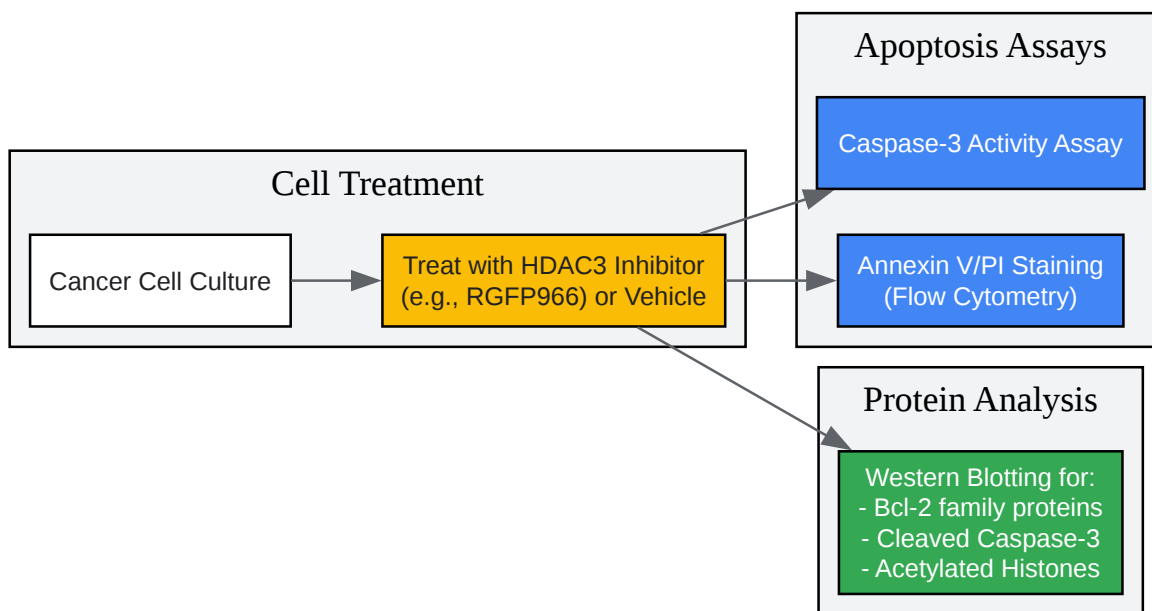 Cell Treatment
Cancer Cell Culture
Treat with HDAC3 Inhibitor
(e.g., RGFP966) or Vehicle
Apoptosis Assays
Caspase-3 Activity Assay
Annexin V/PI Staining
(Flow Cytometry)
Protein Analysis
Western Blotting for:
- Bcl-2 family proteins
- Cleaved Caspase-3
- Acetylated Histones